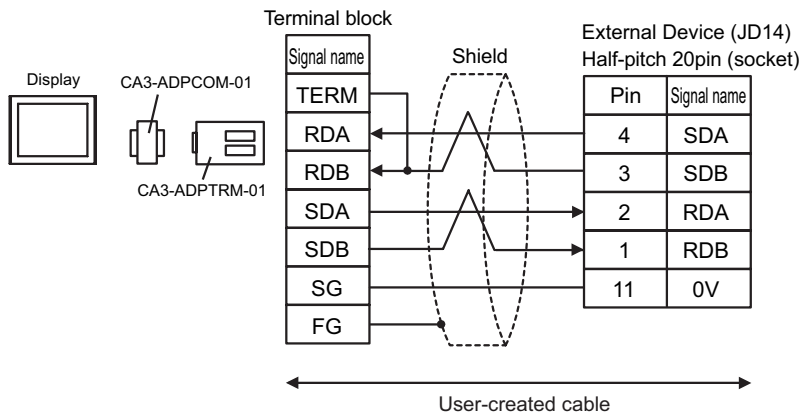 Terminal block
External Device (JD14)
Half-pitch 20pin (socket)
Display
CA3-ADPCOM-01
CA3-ADPTRM-01
Signal name
Shield
Pin Signal name
TERM
RDA
4 SDA
RDB
3 SDB
SDA
2 RDA
SDB
1 RDB
SG
11 0V
FG
User-created cable